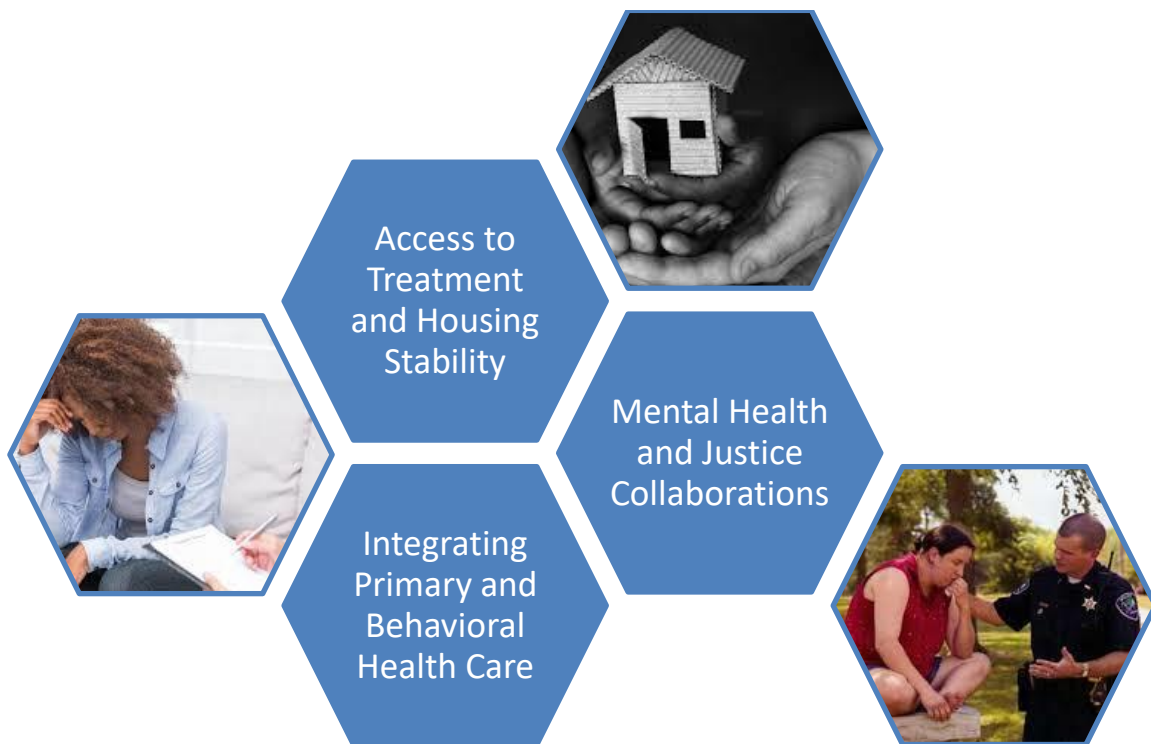 Access to
Treatment
and Housing
Stability
Mental Health
and Justice
Collaborations
Integrating
Primary and
Behavioral
Health Care